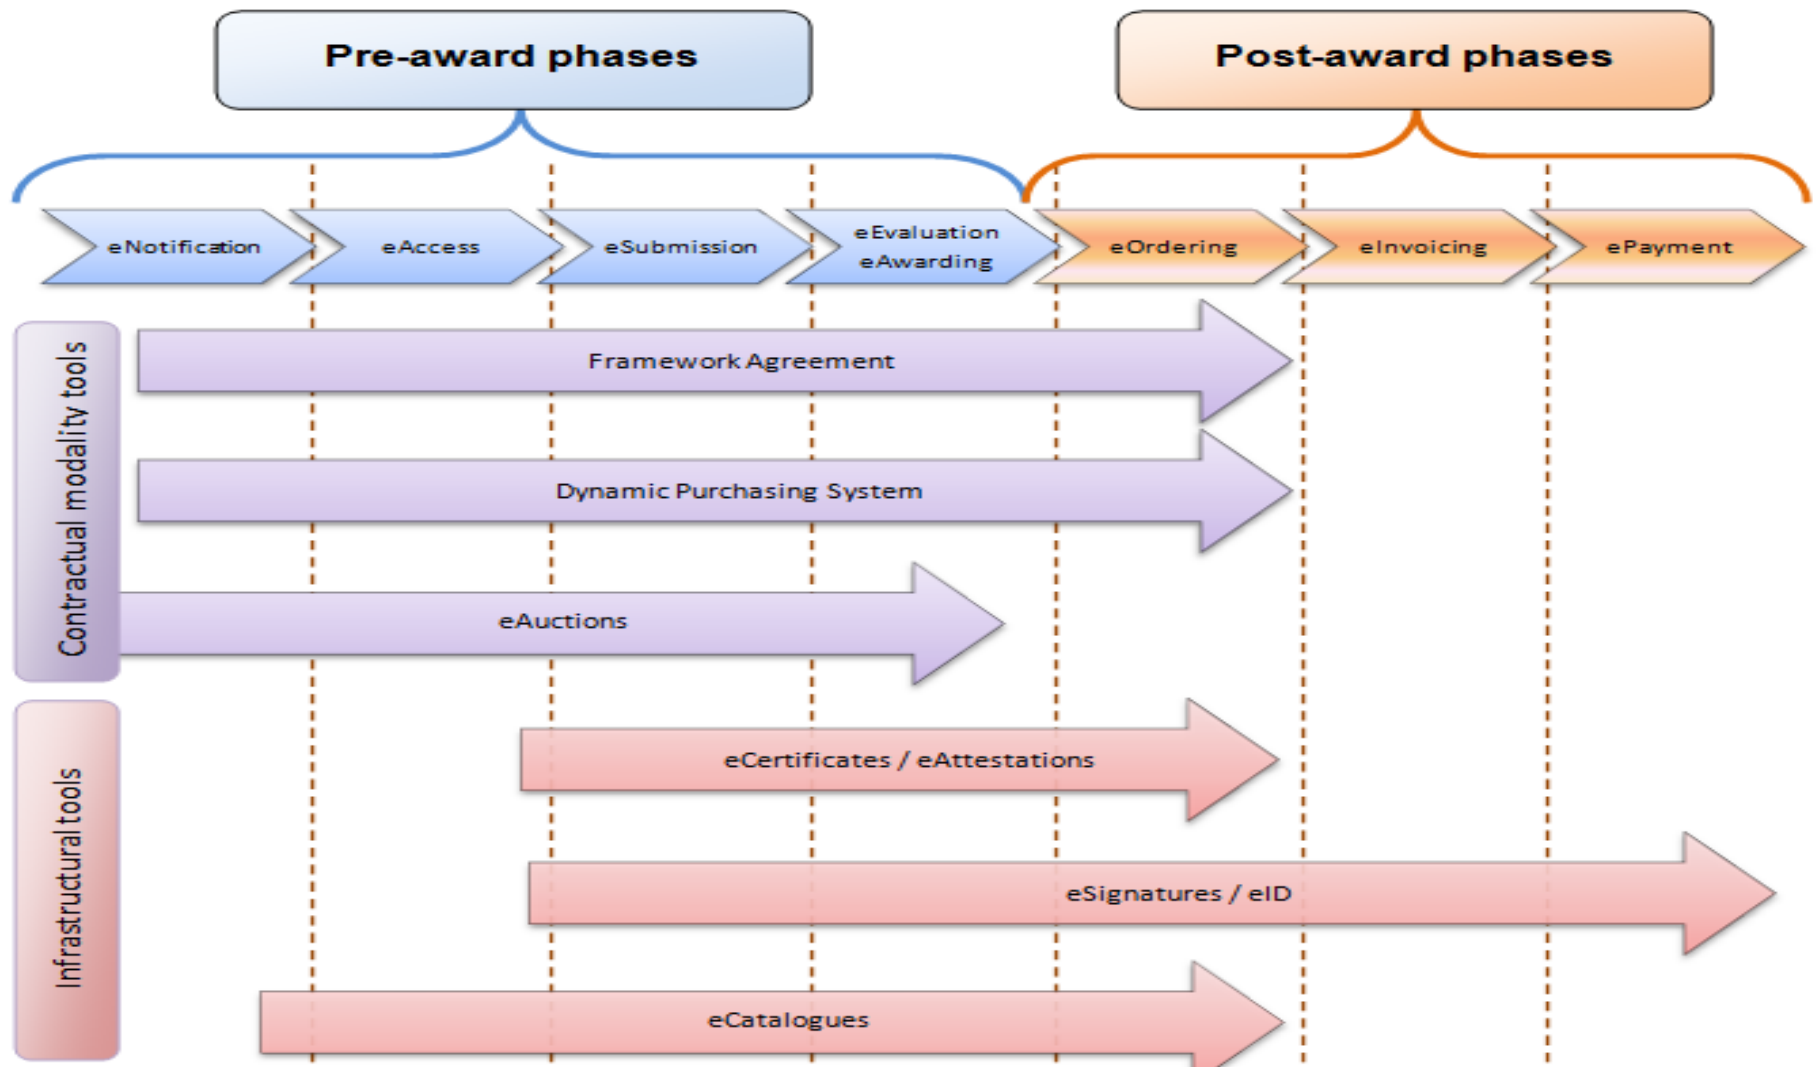 Pre-award phases
Post-award phases
eNotification
eAccess
eSubmission
eEvaluation
eAwarding
eOrdering
eInvoicing
ePayment
Contractual modality tools
Framework Agreement
Dynamic Purchasing System
eAuctions
Infrastructural tools
eCertificates / eAttestations
eSignatures / eID
eCatalogues